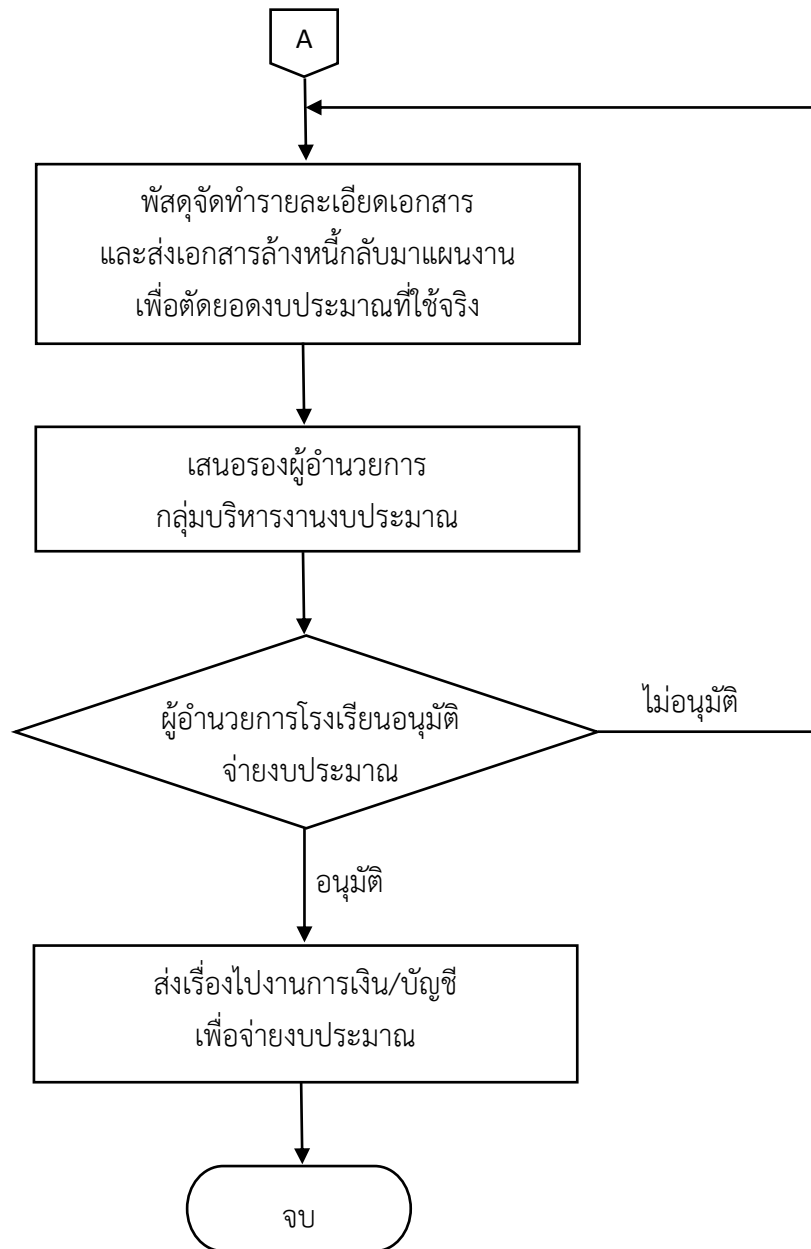 A
พัสดุจัดทำรายละเอียดเอกสาร
และส่งเอกสารล้างหนี้กลับมาแผนงาน
เพื่อตัดยอดงบประมาณที่ใช้จริง
เสนอรองผู้อำนวยการ
กลุ่มบริหารงานงบประมาณ
ไม่อนุมัติ
ผู้อำนวยการโรงเรียนอนุมัติ
จ่ายงบประมาณ
อนุมัติ
ส่งเรื่องไปงานการเงิน/บัญชี
เพื่อจ่ายงบประมาณ
จบ